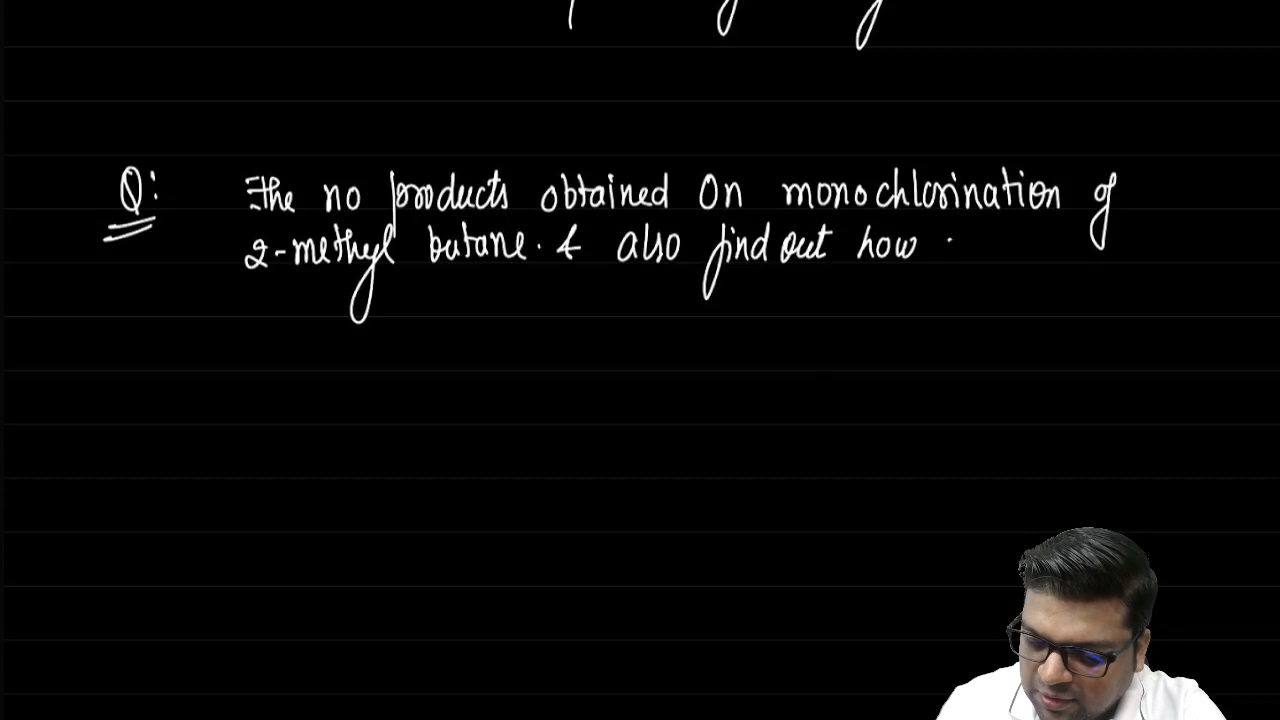 Q: The no products obtained on monochlorination of
2-methyl butane. & also find out how